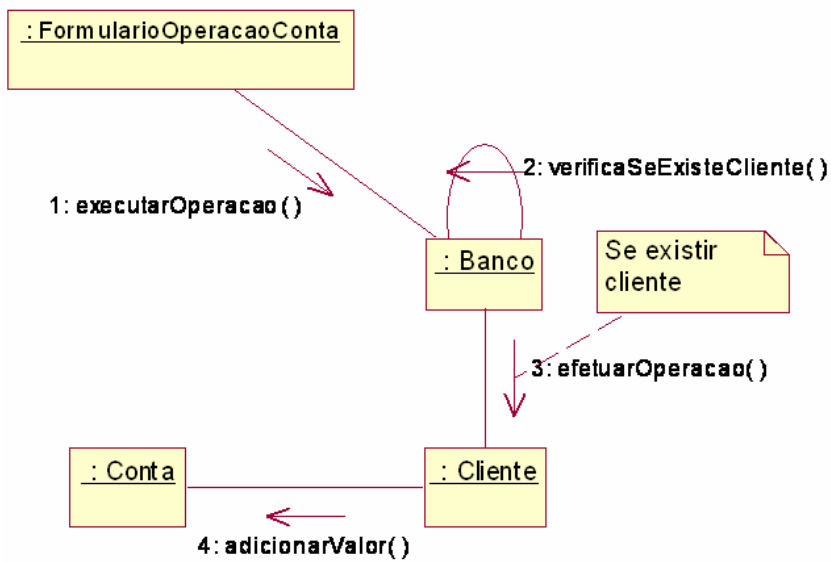 : FormularioOperacaoConta
2: verificaSeExisteCliente( )
1: executarOperacao( )
: Banco
Se existir
cliente
3: efetuarOperacao( )
: Conta
: Cliente
4: adicionarValor( )